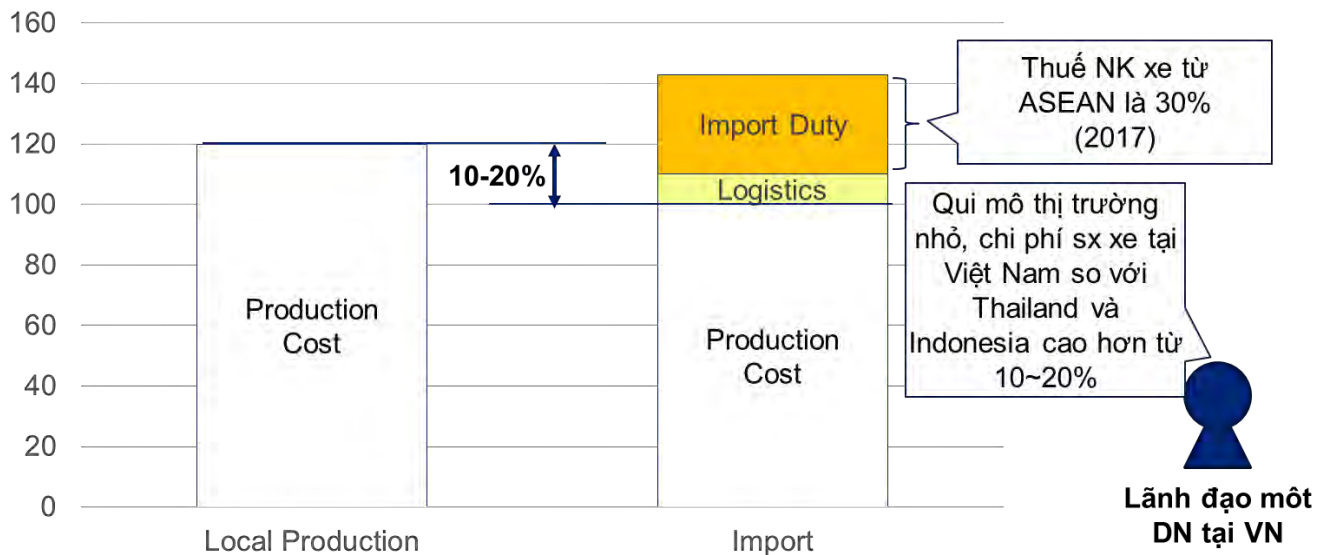 160
140
120
100
80
60
40
20
0
10-20%
Production
Cost
Local Production
Import Duty
Logistics
Production
Cost
Import
Thuế NK xe từ
ASEAN là 30%
(2017)
Qui mô thị trường
nhỏ, chi phí sx xe tại
Việt Nam so với
Thailand và
Indonesia cao hơn từ
10~20%
Lãnh đạo môt
DN tại VN